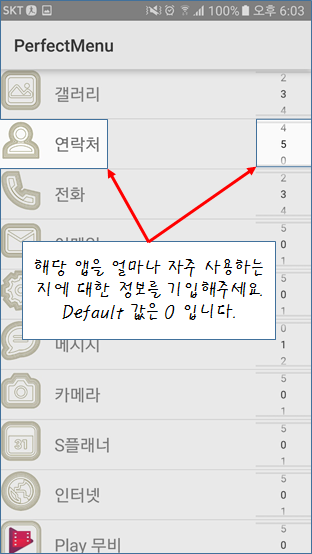 SKT 100% 오후 6:03
PerfectMenu
갤러리 2 3 4
연락처 4 5 0
전화 2 3 4
해당 앱을 얼마나 자주 사용하는
지에 대한 정보를 기입해주세요.
Default 값은 0 입니다.
5 0 1
5 0 1
메시지 0 1 2
카메라 5 0 1
31 S플래너 5 0 1
인터넷 5 0 1
Play 무비 5 0